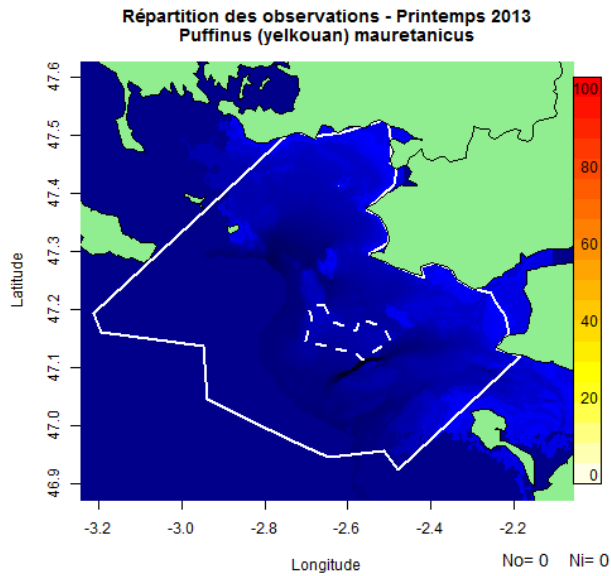 Répartition des observations - Printemps 2013
Puffinus (yelkouan) mauretanicus
47.6
47.5
47.4
47.3
47.2
47.1
47.0
46.9
Latitude
100
80
60
40
20
0
-3.2 -3.0 -2.8 -2.6 -2.4 -2.2
Longitude
No= 0 Ni= 0